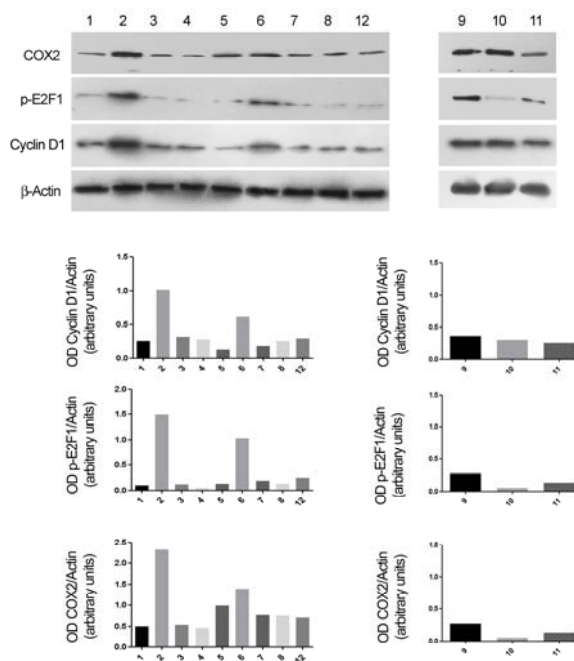 1 2 3 4 5 6 7 8 12 9 10 11
COX2
p-E2F1
Cyclin D1
β-Actin
OD Cyclin D1/Actin
(arbitrary units)
1.5
1.0
0.5
0.0
1 2 3 4 5 6 7 8 12
OD Cyclin D1/Actin
(arbitrary units)
1.5
1.0
0.5
0.0
9 10 11
OD p-E2F1/Actin
(arbitrary units)
2.0
1.5
1.0
0.5
0.0
1 2 3 4 5 6 7 8 12
OD p-E2F1/Actin
(arbitrary units)
1.5
1.0
0.5
0.0
9 10 11
OD COX2/Actin
(arbitrary units)
2.5
2.0
1.5
1.0
0.5
0.0
1 2 3 4 5 6 7 8 12
OD COX2/Actin
(arbitrary units)
1.5
1.0
0.5
0.0
9 10 11